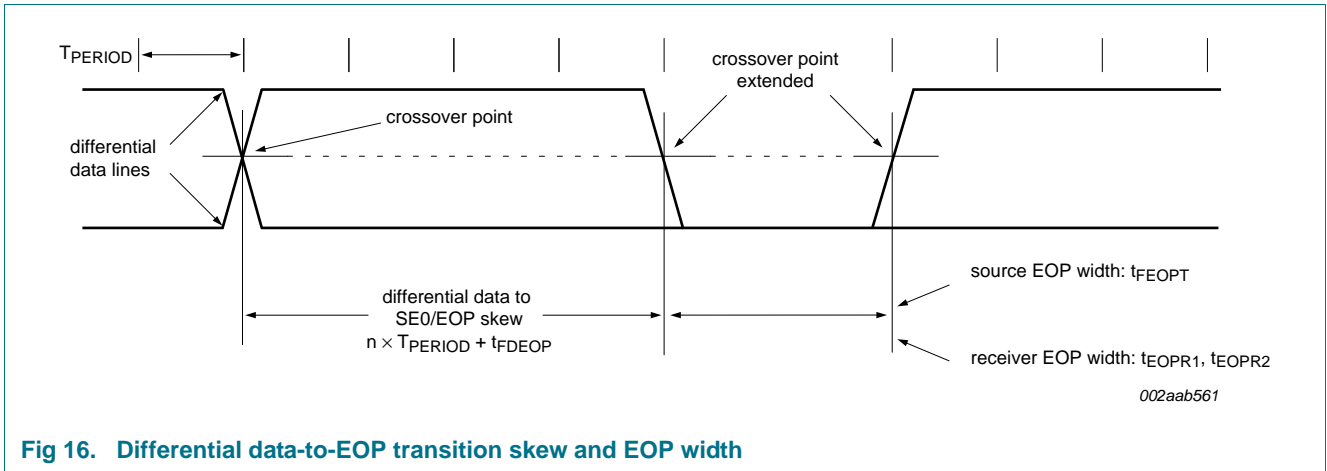 TPERIOD
crossover point
extended
crossover point
differential
data lines
source EOP width: tFEOPT
differential data to
SE0/EOP skew
n × TPERIOD + tFDEOP
receiver EOP width: tEOPR1, tEOPR2
002aab561
Fig 16. Differential data-to-EOP transition skew and EOP width